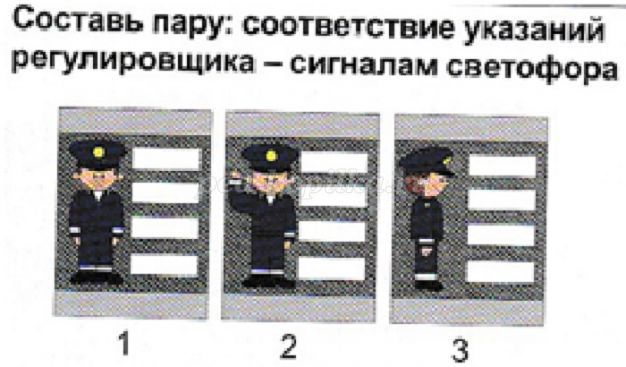 Составь пару: соответствие указаний
регулировщика – сигналам светофора
1 2 3